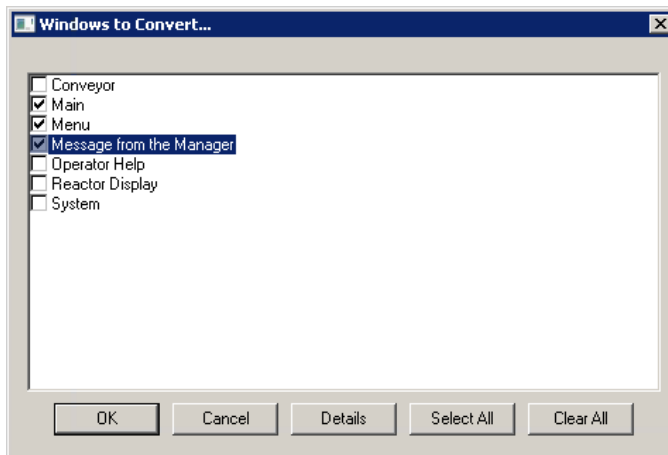 Windows to Convert...
Conveyor
Main
Menu
Message from the Manager
Operator Help
Reactor Display
System
OK Cancel Details Select All Clear All